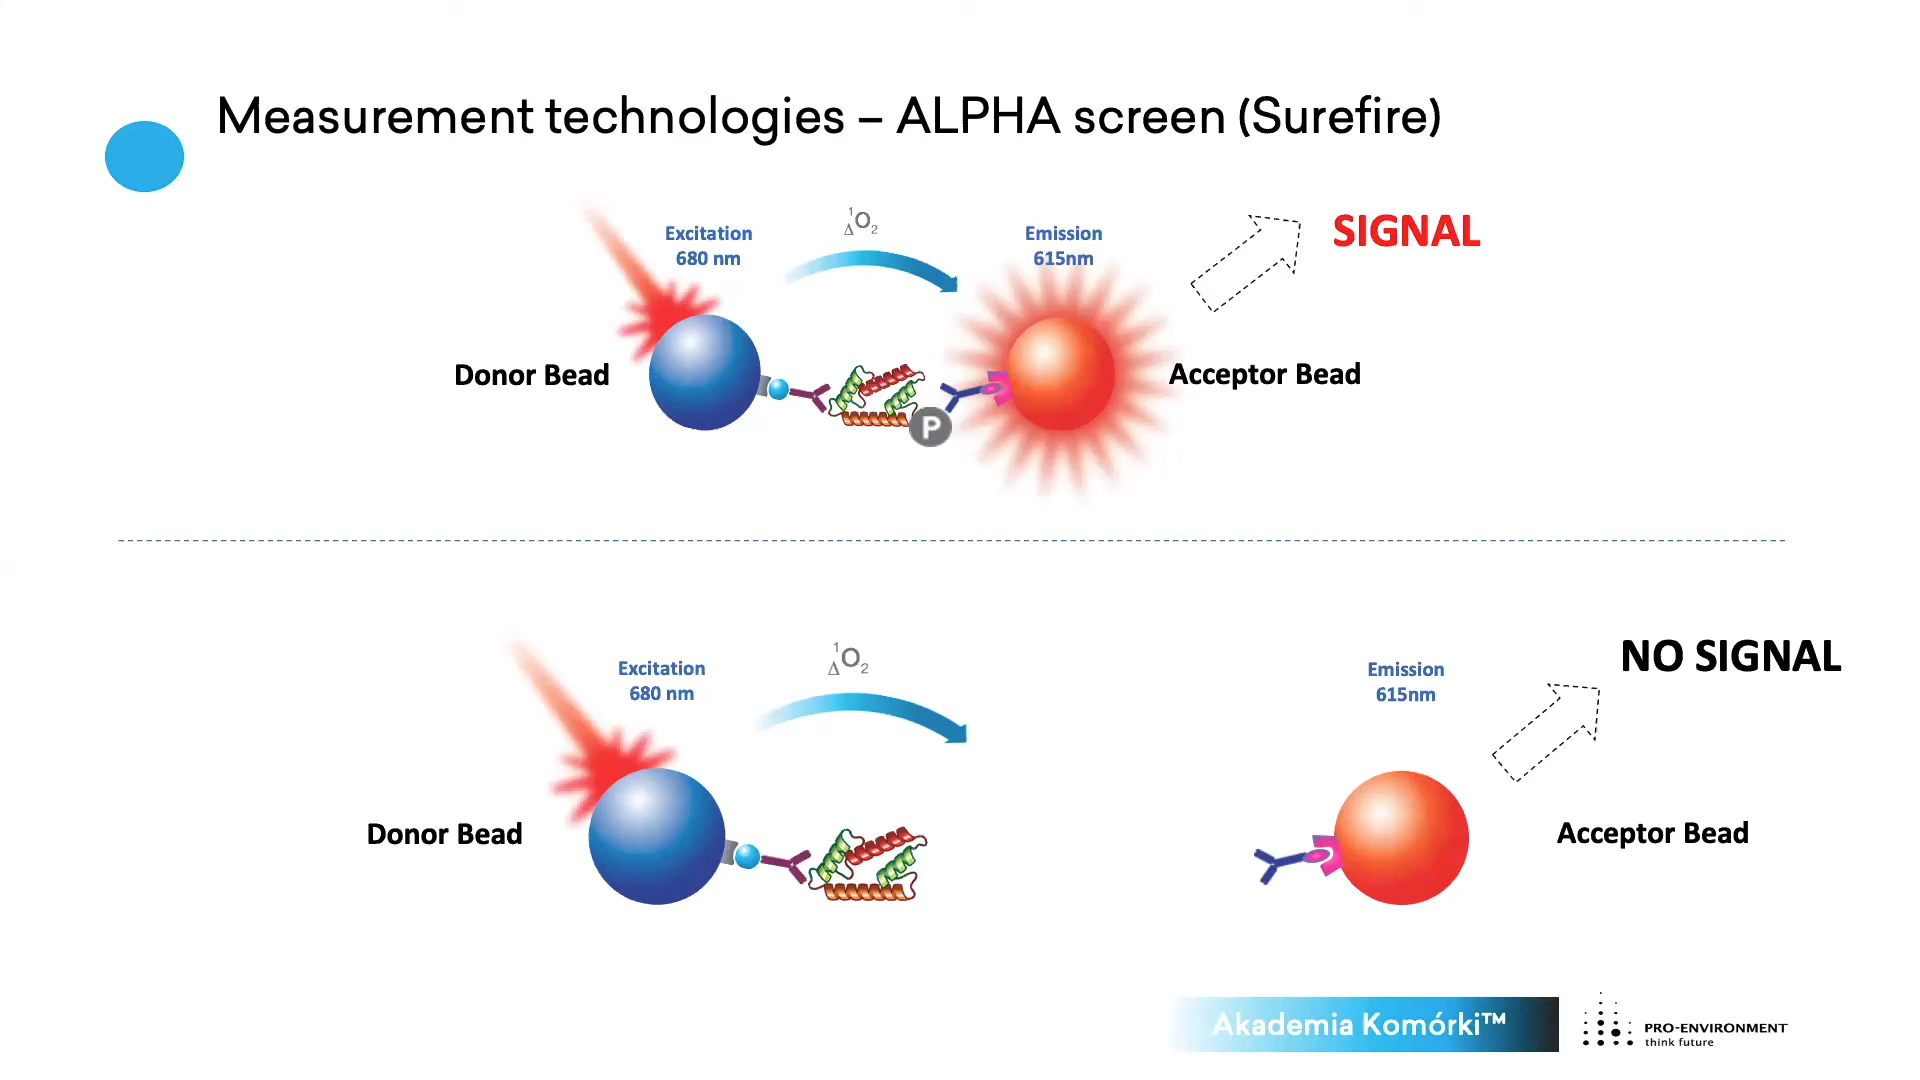 Measurement technologies – ALPHA screen (Surefire)
Excitation
680 nm
¹ΔO₂
Emission
615nm
SIGNAL
Donor Bead
Acceptor Bead
P
Excitation
680 nm
¹ΔO₂
Emission
615nm
NO SIGNAL
Donor Bead
Acceptor Bead
Akademia Komórki™
PRO-ENVIRONMENT
think future